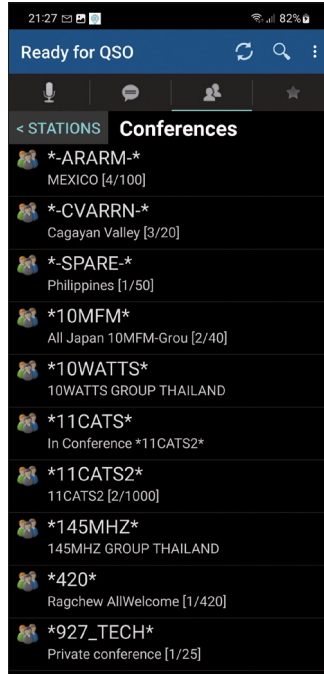 21:27 82%
Ready for QSO
< STATIONS Conferences
*-ARARM-*
MEXICO [4/100]
*-CVARRN-*
Cagayan Valley [3/20]
*-SPARE-*
Philippines [1/50]
*10MFM*
All Japan 10MFM-Grou [2/40]
*10WATTS*
10WATTS GROUP THAILAND
*11CATS*
In Conference *11CATS2*
*11CATS2*
11CATS2 [2/1000]
*145MHZ*
145MHZ GROUP THAILAND
*420*
Ragchew AllWelcome [1/420]
*927_TECH*
Private conference [1/25]